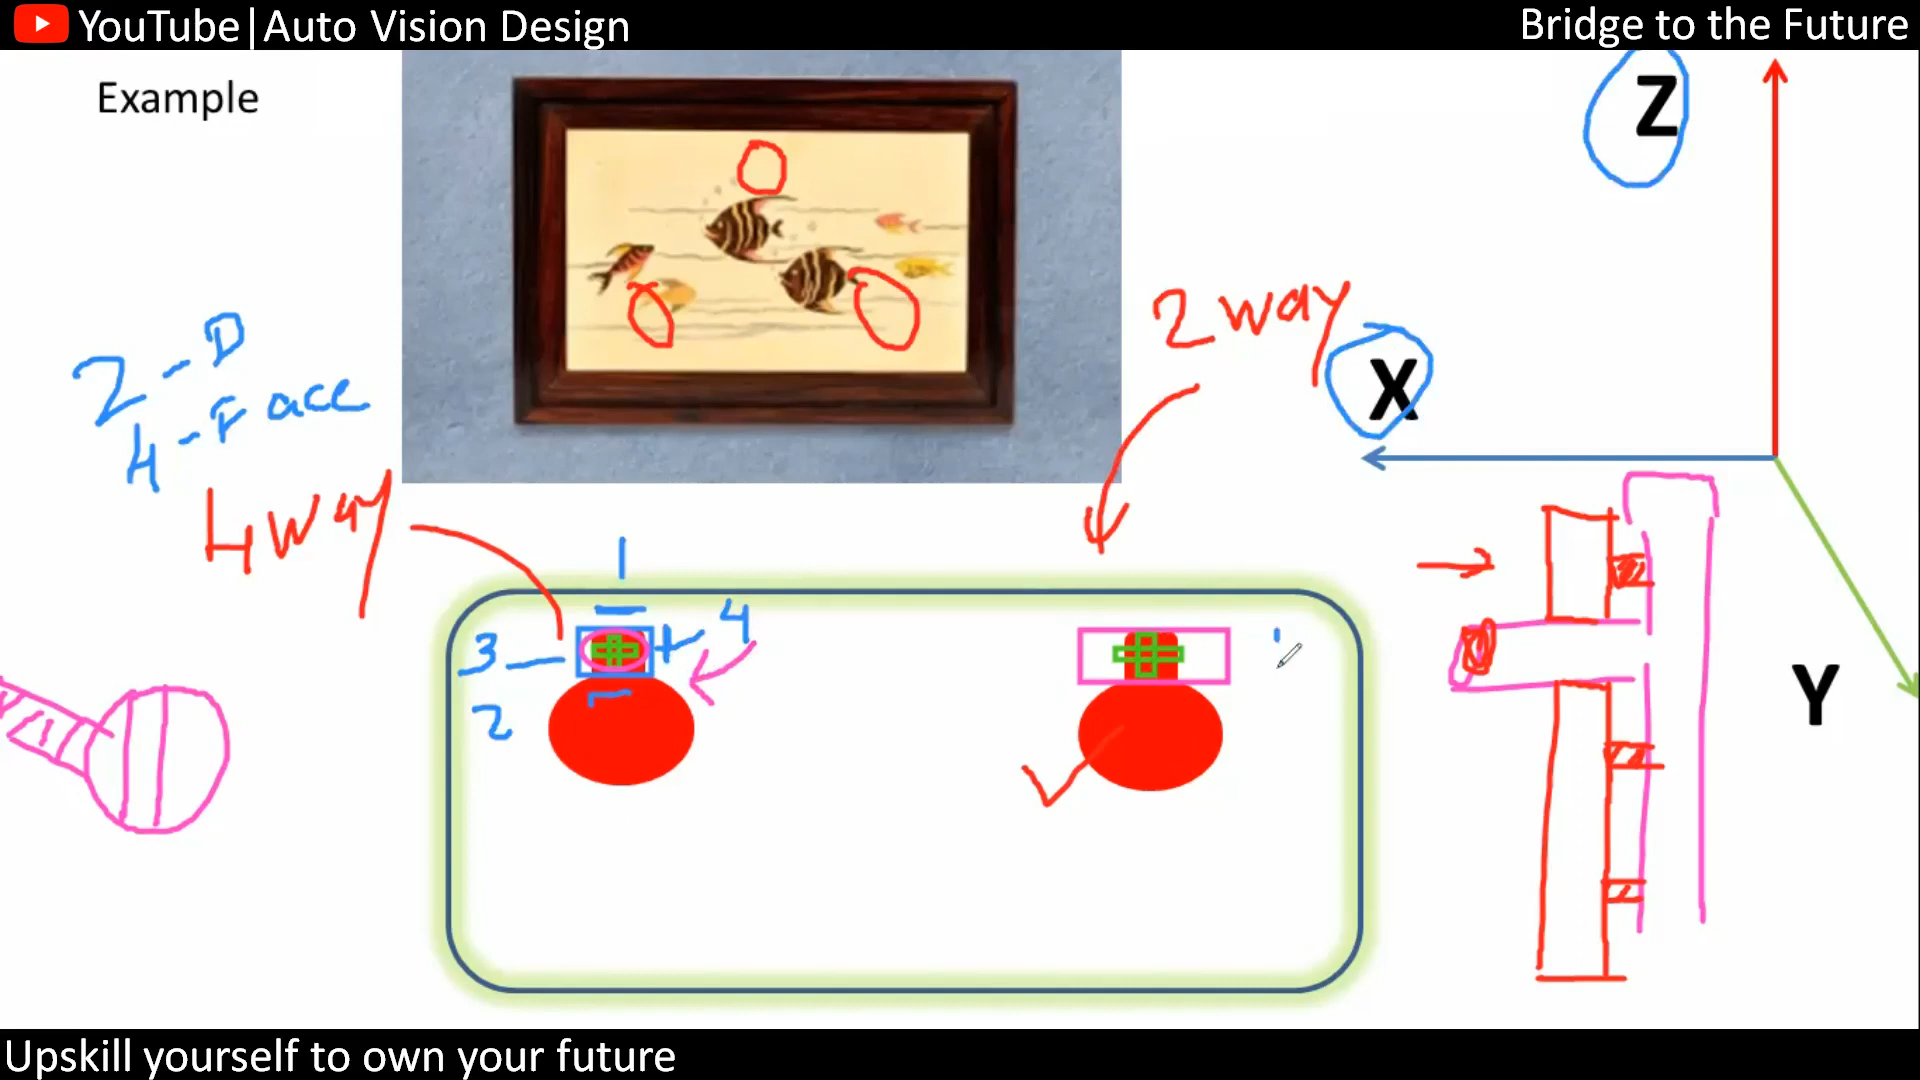 YouTube|Auto Vision Design
Bridge to the Future
Example
Z
2 way
X
2 - D
4 - Face
4 way
1
3
4
2
Y
Upskill yourself to own your future